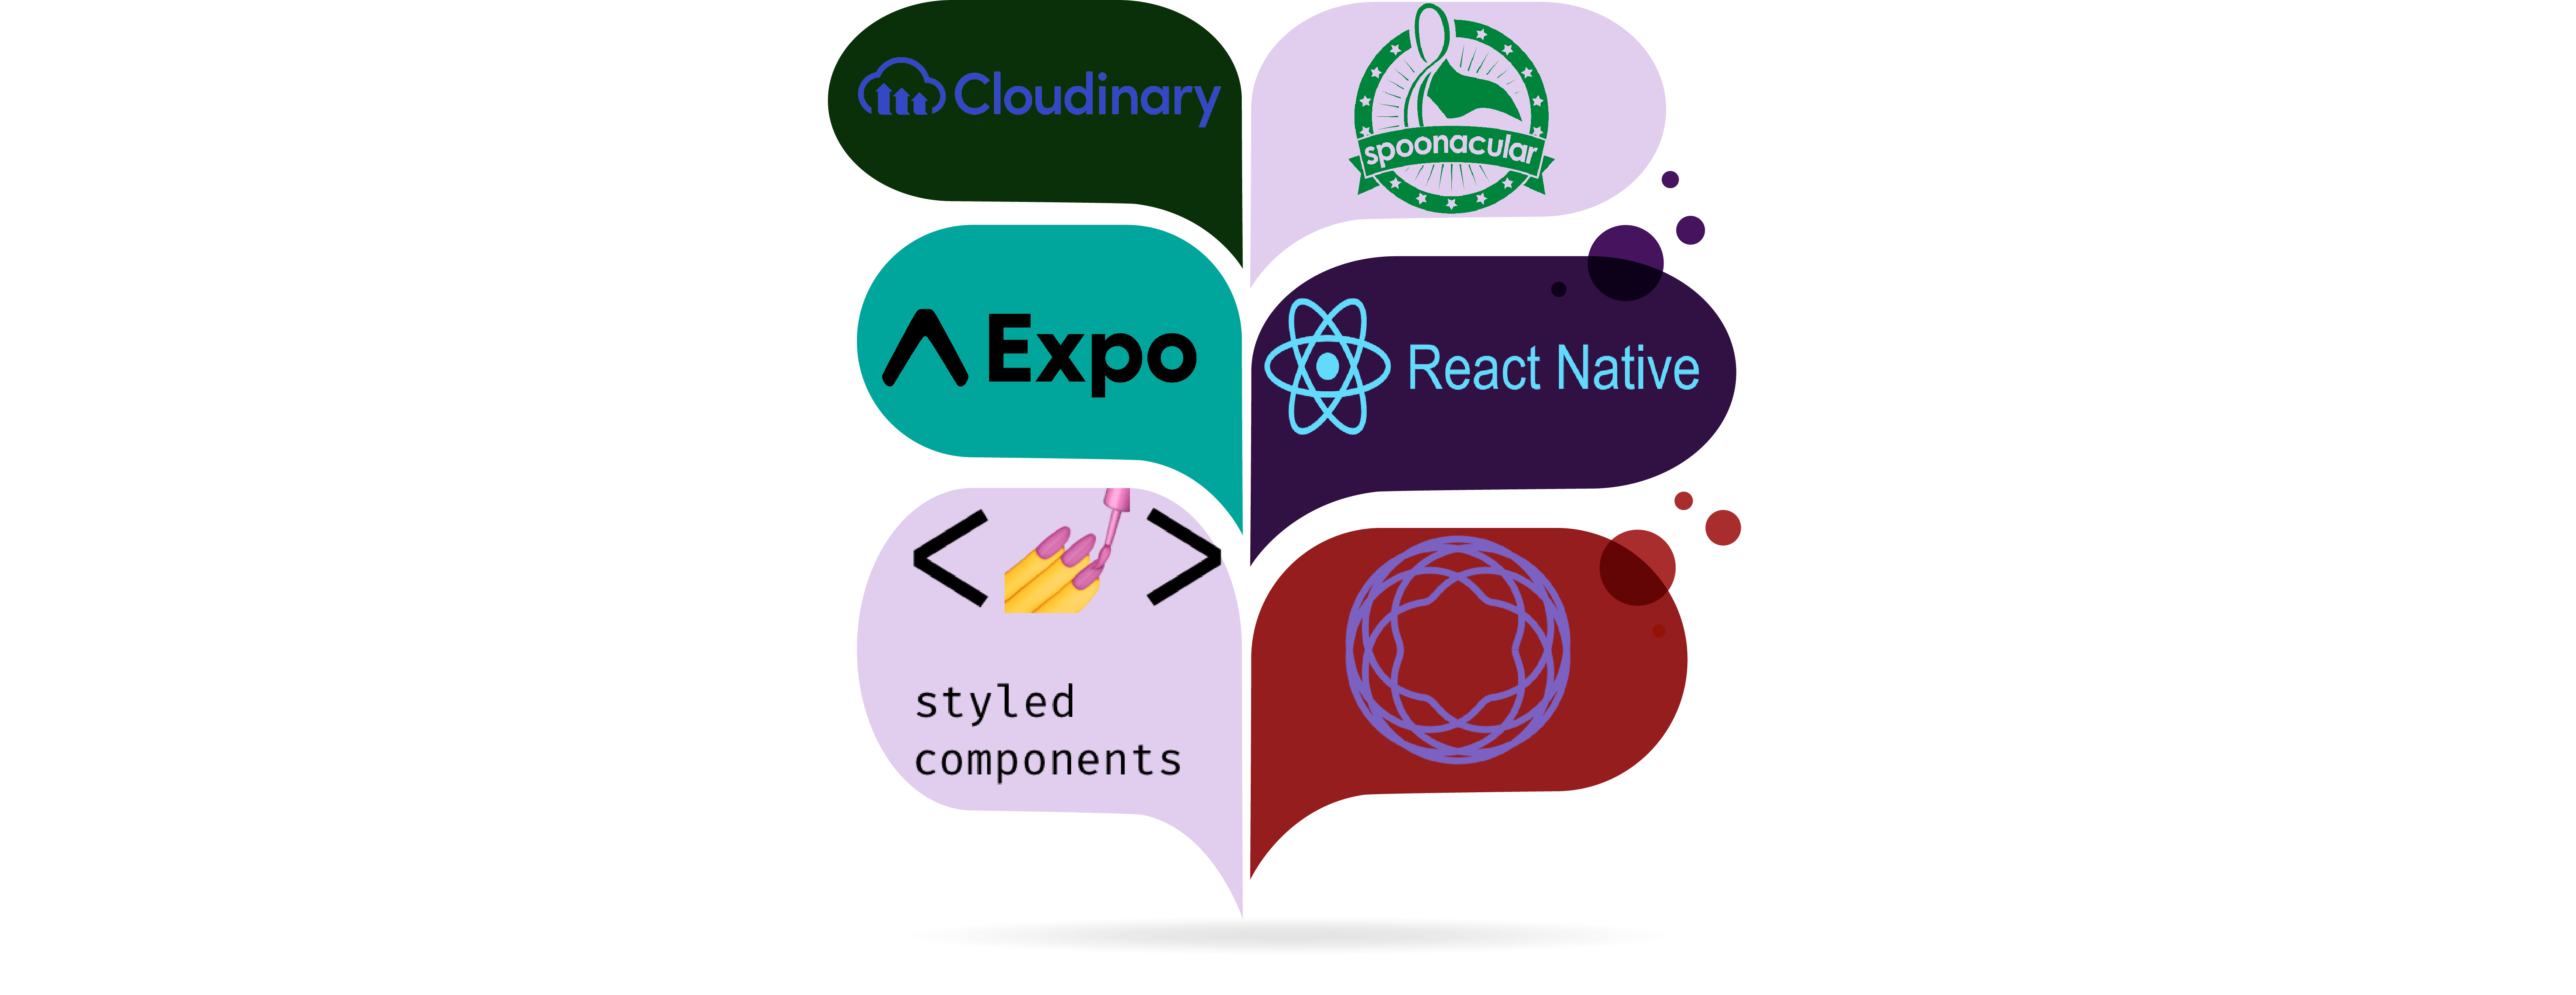 Cloudinary
spoonacular
Expo
React Native
< >
styled
components